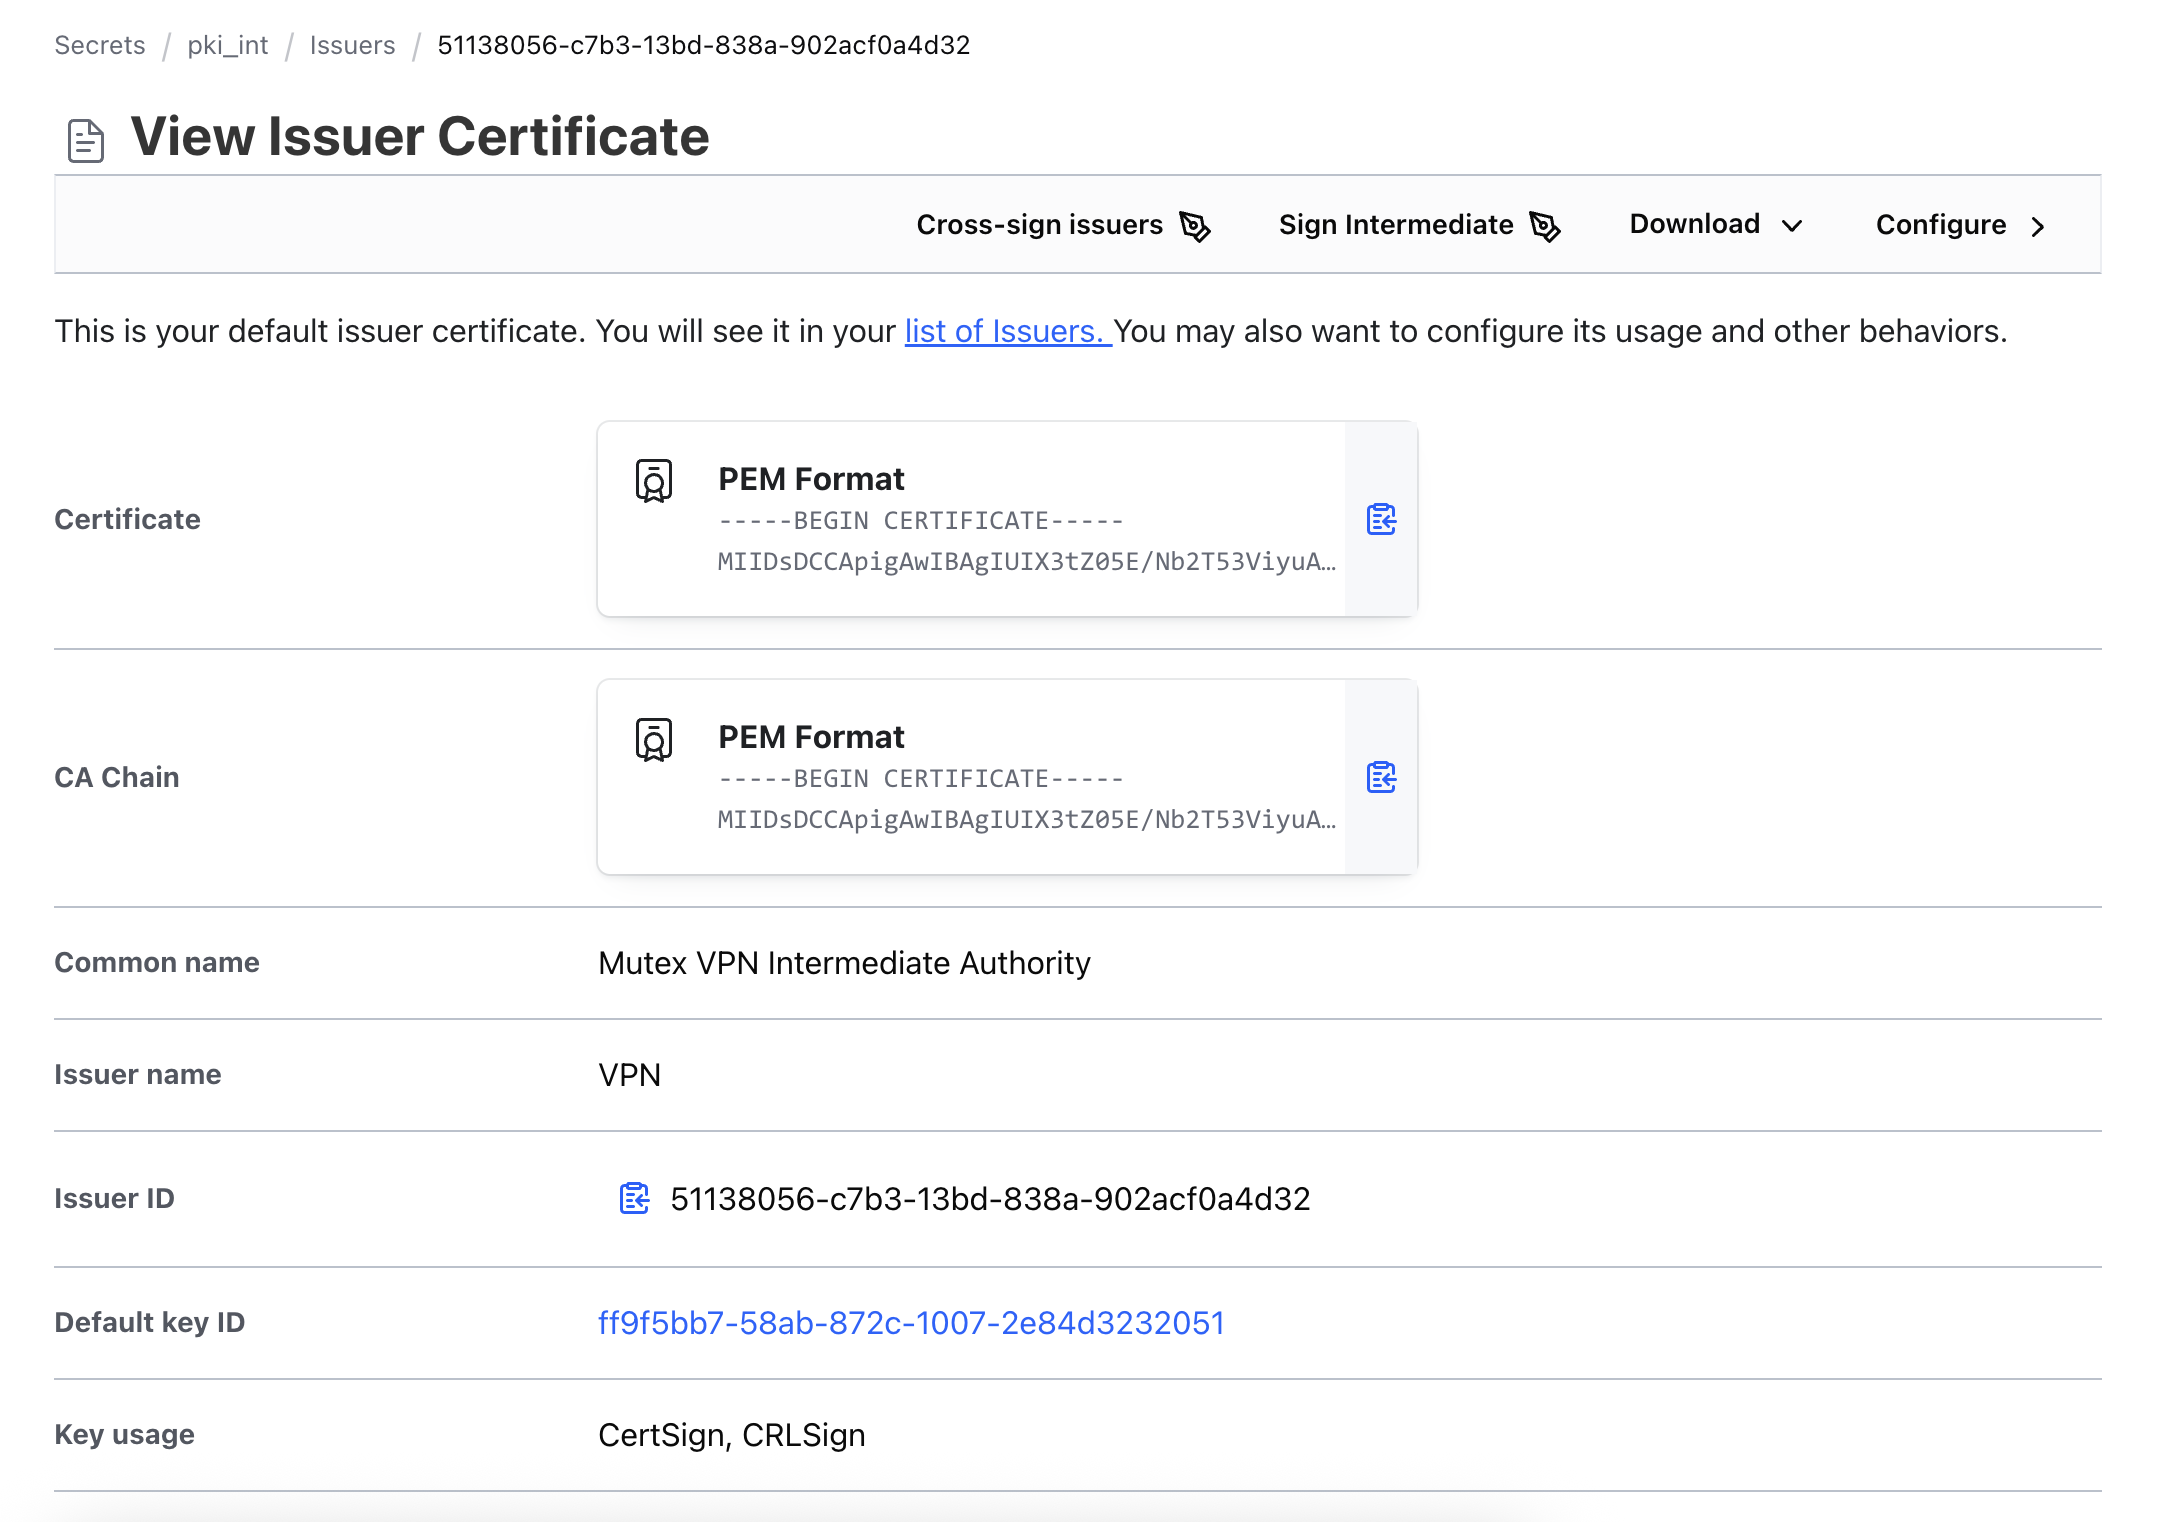 Secrets / pki_int / Issuers / 51138056-c7b3-13bd-838a-902acf0a4d32
View Issuer Certificate
Cross-sign issuers Sign Intermediate Download Configure
This is your default issuer certificate. You will see it in your list of Issuers. You may also want to configure its usage and other behaviors.
Certificate
PEM Format
-----BEGIN CERTIFICATE-----
MIIDsDCCApigAwIBAgIUIX3tZ05E/Nb2T53ViyuA…
CA Chain
PEM Format
-----BEGIN CERTIFICATE-----
MIIDsDCCApigAwIBAgIUIX3tZ05E/Nb2T53ViyuA…
Common name Mutex VPN Intermediate Authority
Issuer name VPN
Issuer ID 51138056-c7b3-13bd-838a-902acf0a4d32
Default key ID ff9f5bb7-58ab-872c-1007-2e84d3232051
Key usage CertSign, CRLSign